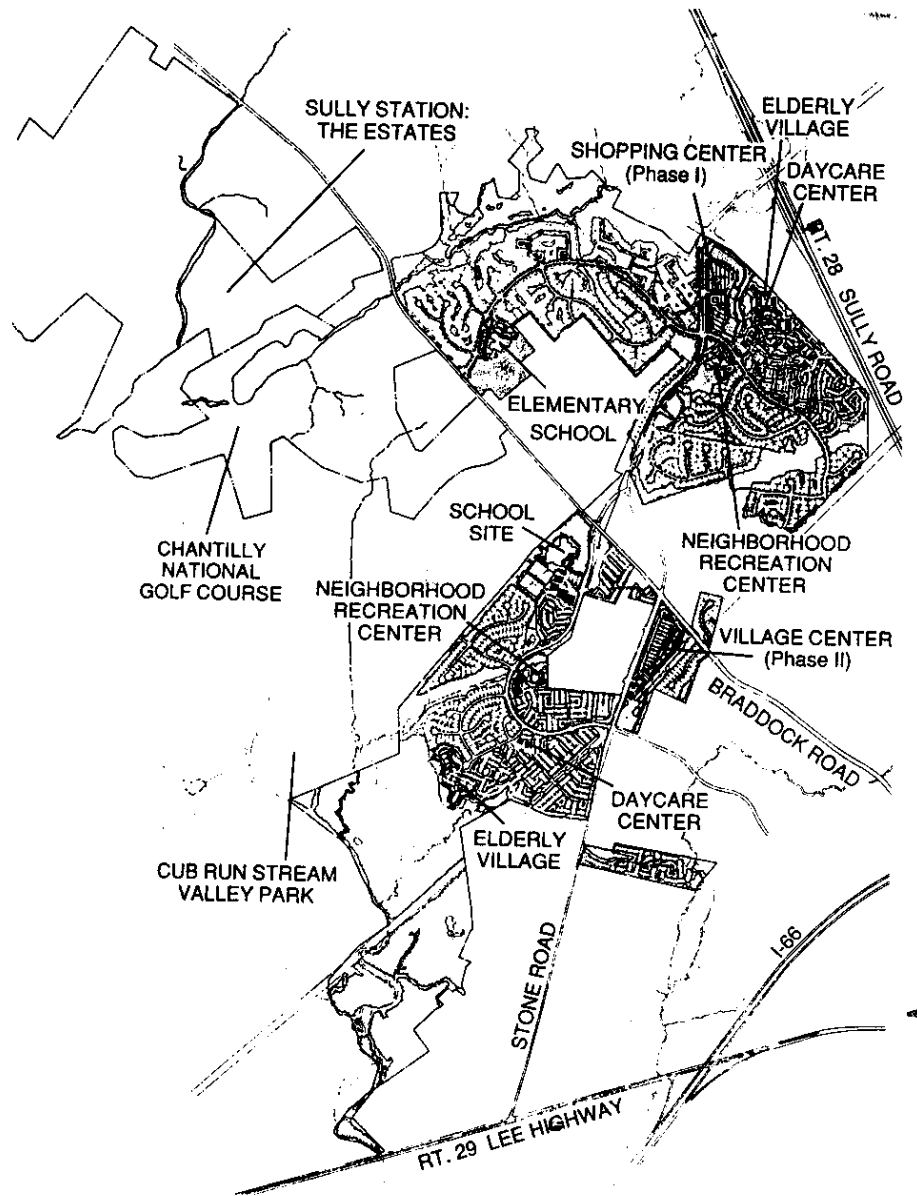 SULLY STATION:
THE ESTATES
SHOPPING CENTER
(Phase I)
ELDERLY
VILLAGE
DAYCARE
CENTER
RT. 28 SULLY ROAD
ELEMENTARY
SCHOOL
CHANTILLY
NATIONAL
GOLF COURSE
SCHOOL
SITE
NEIGHBORHOOD
RECREATION
CENTER
NEIGHBORHOOD
RECREATION
CENTER
VILLAGE CENTER
(Phase II)
BRADDOCK ROAD
DAYCARE
CENTER
ELDERLY
VILLAGE
CUB RUN STREAM
VALLEY PARK
STONE ROAD
I-66
RT. 29 LEE HIGHWAY